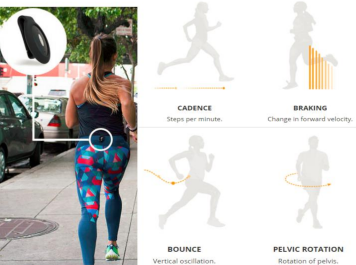 CADENCE
Steps per minute.
BRAKING
Change in forward velocity.
BOUNCE
Vertical oscillation.
PELVIC ROTATION
Rotation of pelvis.